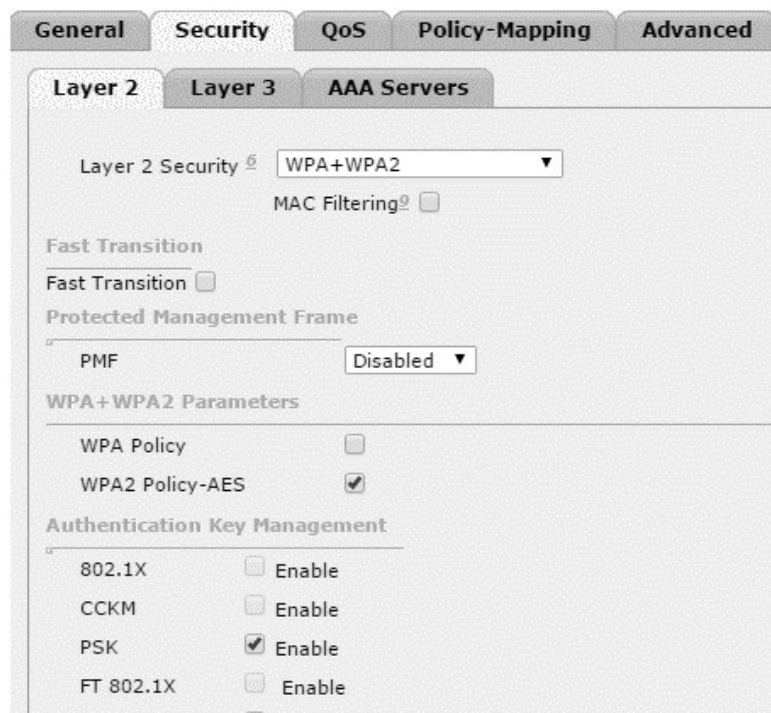 General Security QoS Policy-Mapping Advanced
Layer 2 Layer 3 AAA Servers
Layer 2 Security 6 WPA+WPA2
MAC Filtering9
Fast Transition
Fast Transition
Protected Management Frame
PMF Disabled
WPA+WPA2 Parameters
WPA Policy
WPA2 Policy-AES
Authentication Key Management
802.1X Enable
CCKM Enable
PSK Enable
FT 802.1X Enable